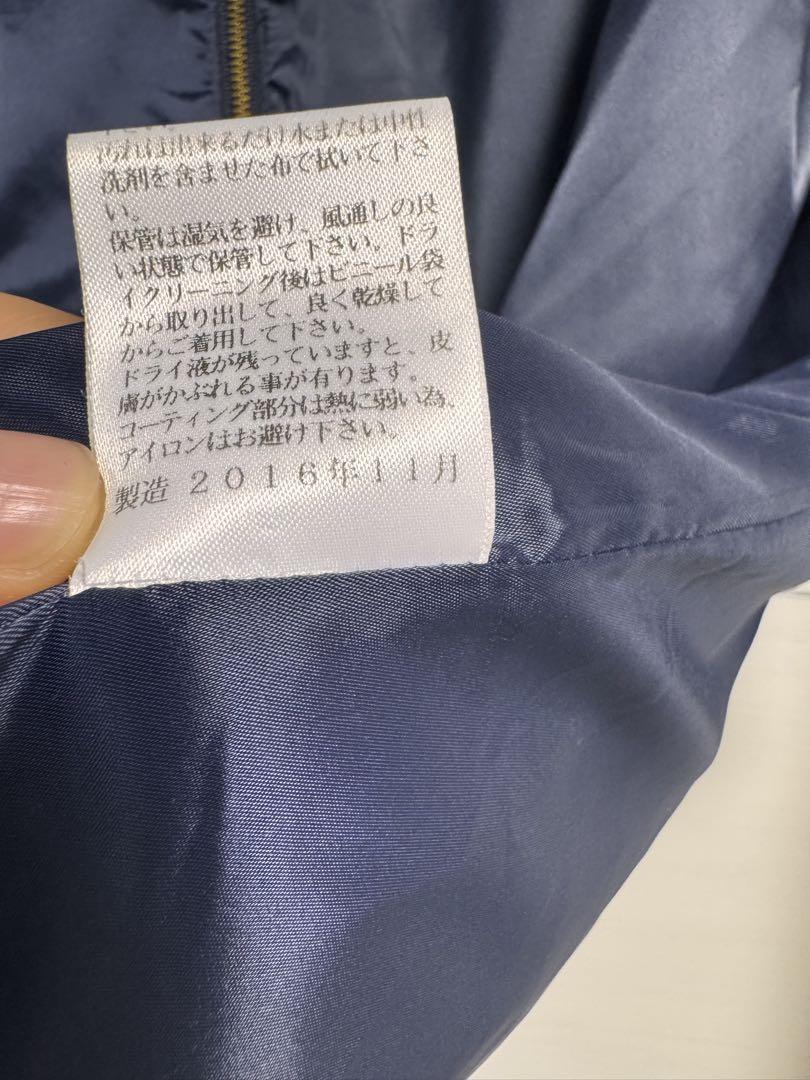 汚れは出来るだけ水または中性
洗剤を含ませた布で拭いて下さ
い。
保管は湿気を避け、風通しの良
い状態で保管して下さい。ドラ
イクリーニング後はビニール袋
から取り出して、良く乾燥して
からご着用して下さい。
ドライ液が残っていますと、皮
膚がかぶれる事が有ります。
コーティング部分は熱に弱い為、
アイロンはお避け下さい。
製造 2016年11月